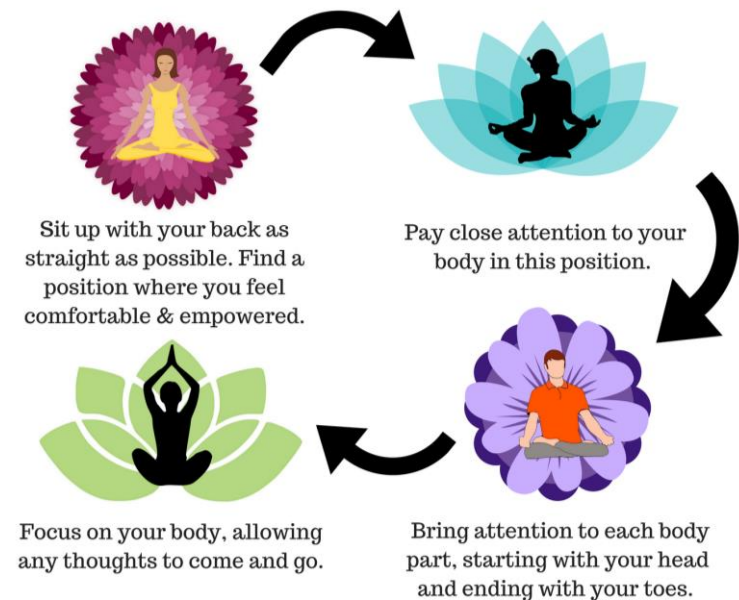 Sit up with your back as
straight as possible. Find a
position where you feel
comfortable & empowered.
Pay close attention to your
body in this position.
Bring attention to each body
part, starting with your head
and ending with your toes.
Focus on your body, allowing
any thoughts to come and go.